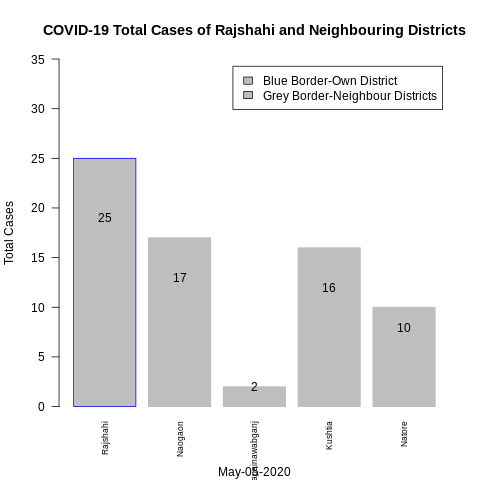 COVID-19 Total Cases of Rajshahi and Neighbouring Districts
35
30
25
20
15
10
5
0
Total Cases
Blue Border-Own District
Grey Border-Neighbour Districts
25
17
2
16
10
Rajshahi
Naogaon
Kushtia
Natore
May-05-2020